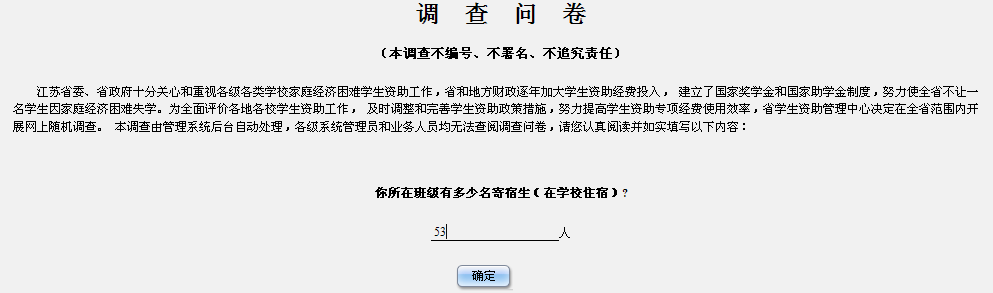 调 查 问 卷
（本调查不编号、不署名、不追究责任）
江苏省委、省政府十分关心和重视各级各类学校家庭经济困难学生资助工作，省和地方财政逐年加大学生资助经费投入， 建立了国家奖学金和国家助学金制度，努力使全省不让一
名学生因家庭经济困难失学。为全面评价各地各校学生资助工作， 及时调整和完善学生资助政策措施，努力提高学生资助专项经费使用效率，省学生资助管理中心决定在全省范围内开
展网上随机调查。 本调查由管理系统后台自动处理，各级系统管理员和业务人员均无法查阅调查问卷，请您认真阅读并如实填写以下内容：
你所在班级有多少名寄宿生（在学校住宿）?
53 人
确定